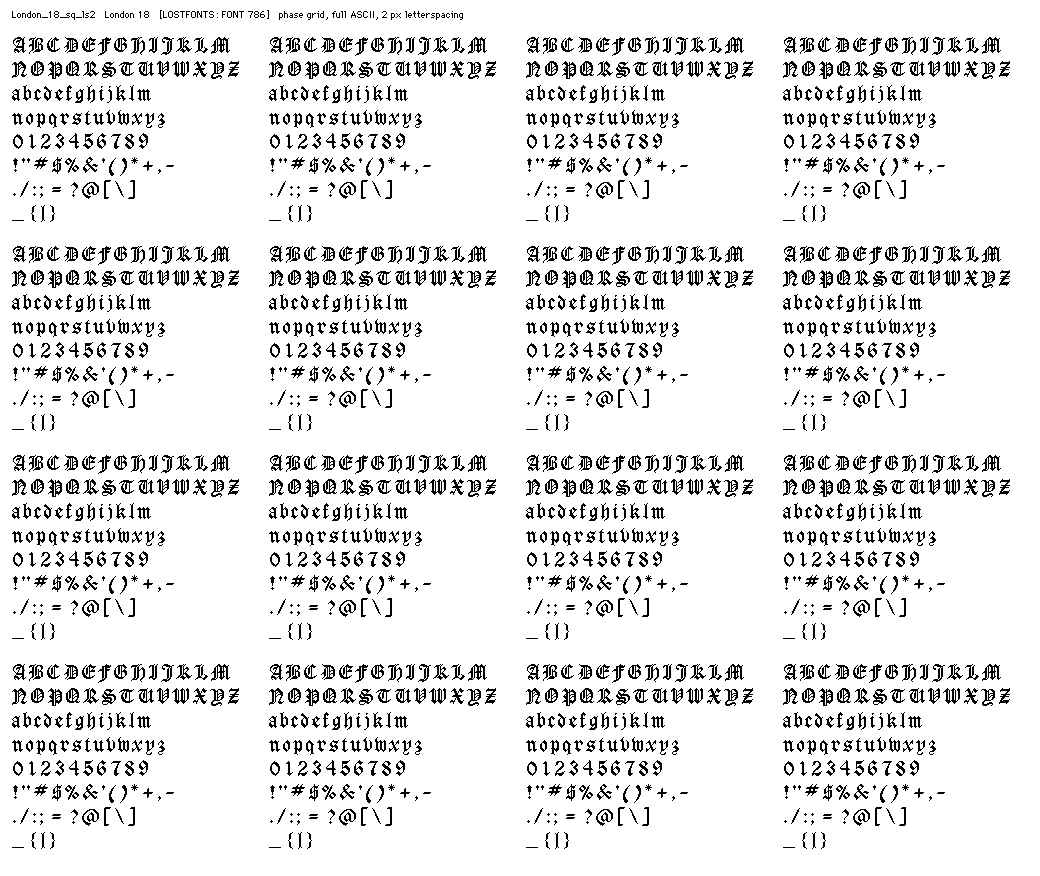 London_18_sq_ls2   London 18   [LOSTFONTS: FONT 786]   phase grid, full ASCII, 2 px letterspacing
ABCDEFGHIJKLM
NOPQRSTUVWXYZ
abcdefghijklm
nopqrstuvwxyz
0123456789
!"#$%&'()*+,-
./:; = ?@[\]
_ {|}
ABCDEFGHIJKLM
NOPQRSTUVWXYZ
abcdefghijklm
nopqrstuvwxyz
0123456789
!"#$%&'()*+,-
./:; = ?@[\]
_ {|}
ABCDEFGHIJKLM
NOPQRSTUVWXYZ
abcdefghijklm
nopqrstuvwxyz
0123456789
!"#$%&'()*+,-
./:; = ?@[\]
_ {|}
ABCDEFGHIJKLM
NOPQRSTUVWXYZ
abcdefghijklm
nopqrstuvwxyz
0123456789
!"#$%&'()*+,-
./:; = ?@[\]
_ {|}
ABCDEFGHIJKLM
NOPQRSTUVWXYZ
abcdefghijklm
nopqrstuvwxyz
0123456789
!"#$%&'()*+,-
./:; = ?@[\]
_ {|}
ABCDEFGHIJKLM
NOPQRSTUVWXYZ
abcdefghijklm
nopqrstuvwxyz
0123456789
!"#$%&'()*+,-
./:; = ?@[\]
_ {|}
ABCDEFGHIJKLM
NOPQRSTUVWXYZ
abcdefghijklm
nopqrstuvwxyz
0123456789
!"#$%&'()*+,-
./:; = ?@[\]
_ {|}
ABCDEFGHIJKLM
NOPQRSTUVWXYZ
abcdefghijklm
nopqrstuvwxyz
0123456789
!"#$%&'()*+,-
./:; = ?@[\]
_ {|}
ABCDEFGHIJKLM
NOPQRSTUVWXYZ
abcdefghijklm
nopqrstuvwxyz
0123456789
!"#$%&'()*+,-
./:; = ?@[\]
_ {|}
ABCDEFGHIJKLM
NOPQRSTUVWXYZ
abcdefghijklm
nopqrstuvwxyz
0123456789
!"#$%&'()*+,-
./:; = ?@[\]
_ {|}
ABCDEFGHIJKLM
NOPQRSTUVWXYZ
abcdefghijklm
nopqrstuvwxyz
0123456789
!"#$%&'()*+,-
./:; = ?@[\]
_ {|}
ABCDEFGHIJKLM
NOPQRSTUVWXYZ
abcdefghijklm
nopqrstuvwxyz
0123456789
!"#$%&'()*+,-
./:; = ?@[\]
_ {|}
ABCDEFGHIJKLM
NOPQRSTUVWXYZ
abcdefghijklm
nopqrstuvwxyz
0123456789
!"#$%&'()*+,-
./:; = ?@[\]
_ {|}
ABCDEFGHIJKLM
NOPQRSTUVWXYZ
abcdefghijklm
nopqrstuvwxyz
0123456789
!"#$%&'()*+,-
./:; = ?@[\]
_ {|}
ABCDEFGHIJKLM
NOPQRSTUVWXYZ
abcdefghijklm
nopqrstuvwxyz
0123456789
!"#$%&'()*+,-
./:; = ?@[\]
_ {|}
ABCDEFGHIJKLM
NOPQRSTUVWXYZ
abcdefghijklm
nopqrstuvwxyz
0123456789
!"#$%&'()*+,-
./:; = ?@[\]
_ {|}